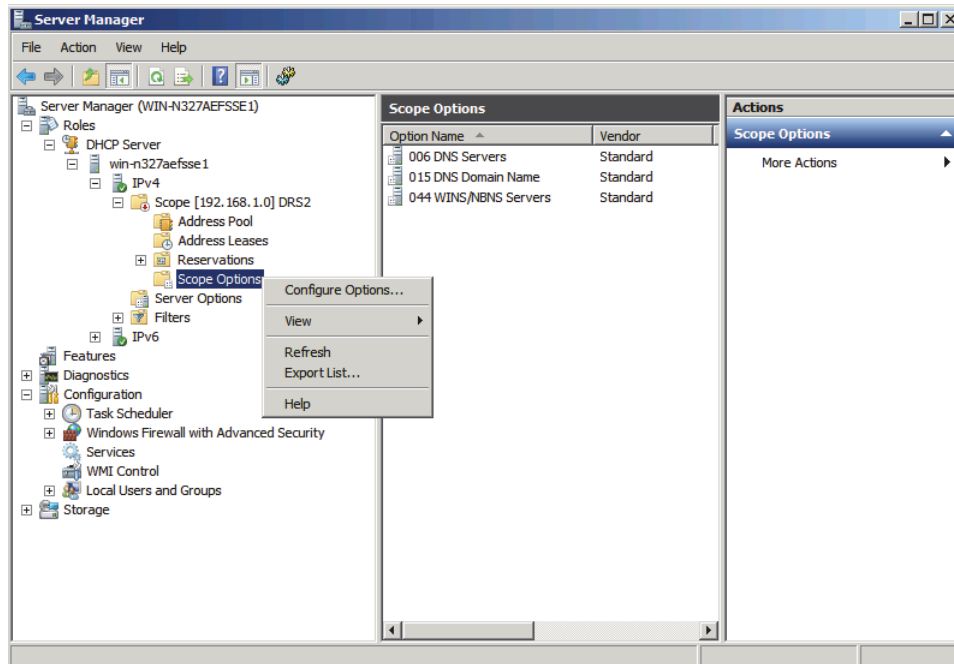 Server Manager
File Action View Help
Server Manager (WIN-N327AEFSSE1)
Roles
DHCP Server
win-n327aefsse1
IPv4
Scope [192.168.1.0] DRS2
Address Pool
Address Leases
Reservations
Scope Options
Server Options
Filters
IPv6
Features
Diagnostics
Configuration
Task Scheduler
Windows Firewall with Advanced Security
Services
WMI Control
Local Users and Groups
Storage
Configure Options...
View
Refresh
Export List...
Help
Scope Options
Option Name Vendor
006 DNS Servers Standard
015 DNS Domain Name Standard
044 WINS/NBNS Servers Standard
Actions
Scope Options
More Actions